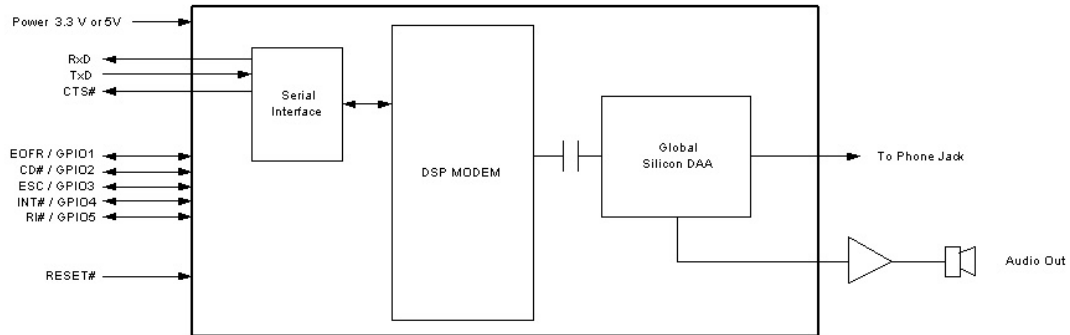 Power 3.3 V or 5V
RxD
TxD
CTS#
EOFR / GPIO1
CD# / GPIO2
ESC / GPIO3
INT# / GPIO4
RI# / GPIO5
RESET#
Serial
Interface
DSP MODEM
Global
Silicon DAA
To Phone Jack
Audio Out